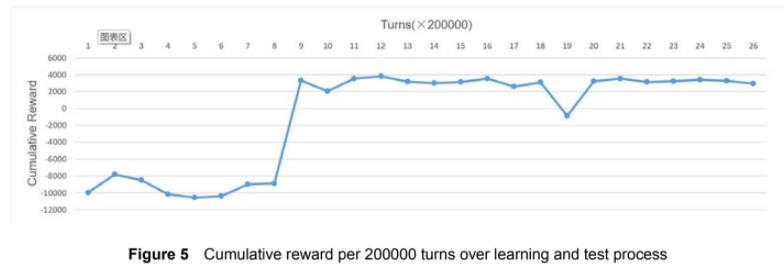 Turns(×200000)
图表区
1 2 3 4 5 6 7 8 9 10 11 12 13 14 15 16 17 18 19 20 21 22 23 24 25 26
6000
4000
2000
0
-2000
-4000
-6000
-8000
-10000
-12000
Cumulative Reward
Figure 5 Cumulative reward per 200000 turns over learning and test process